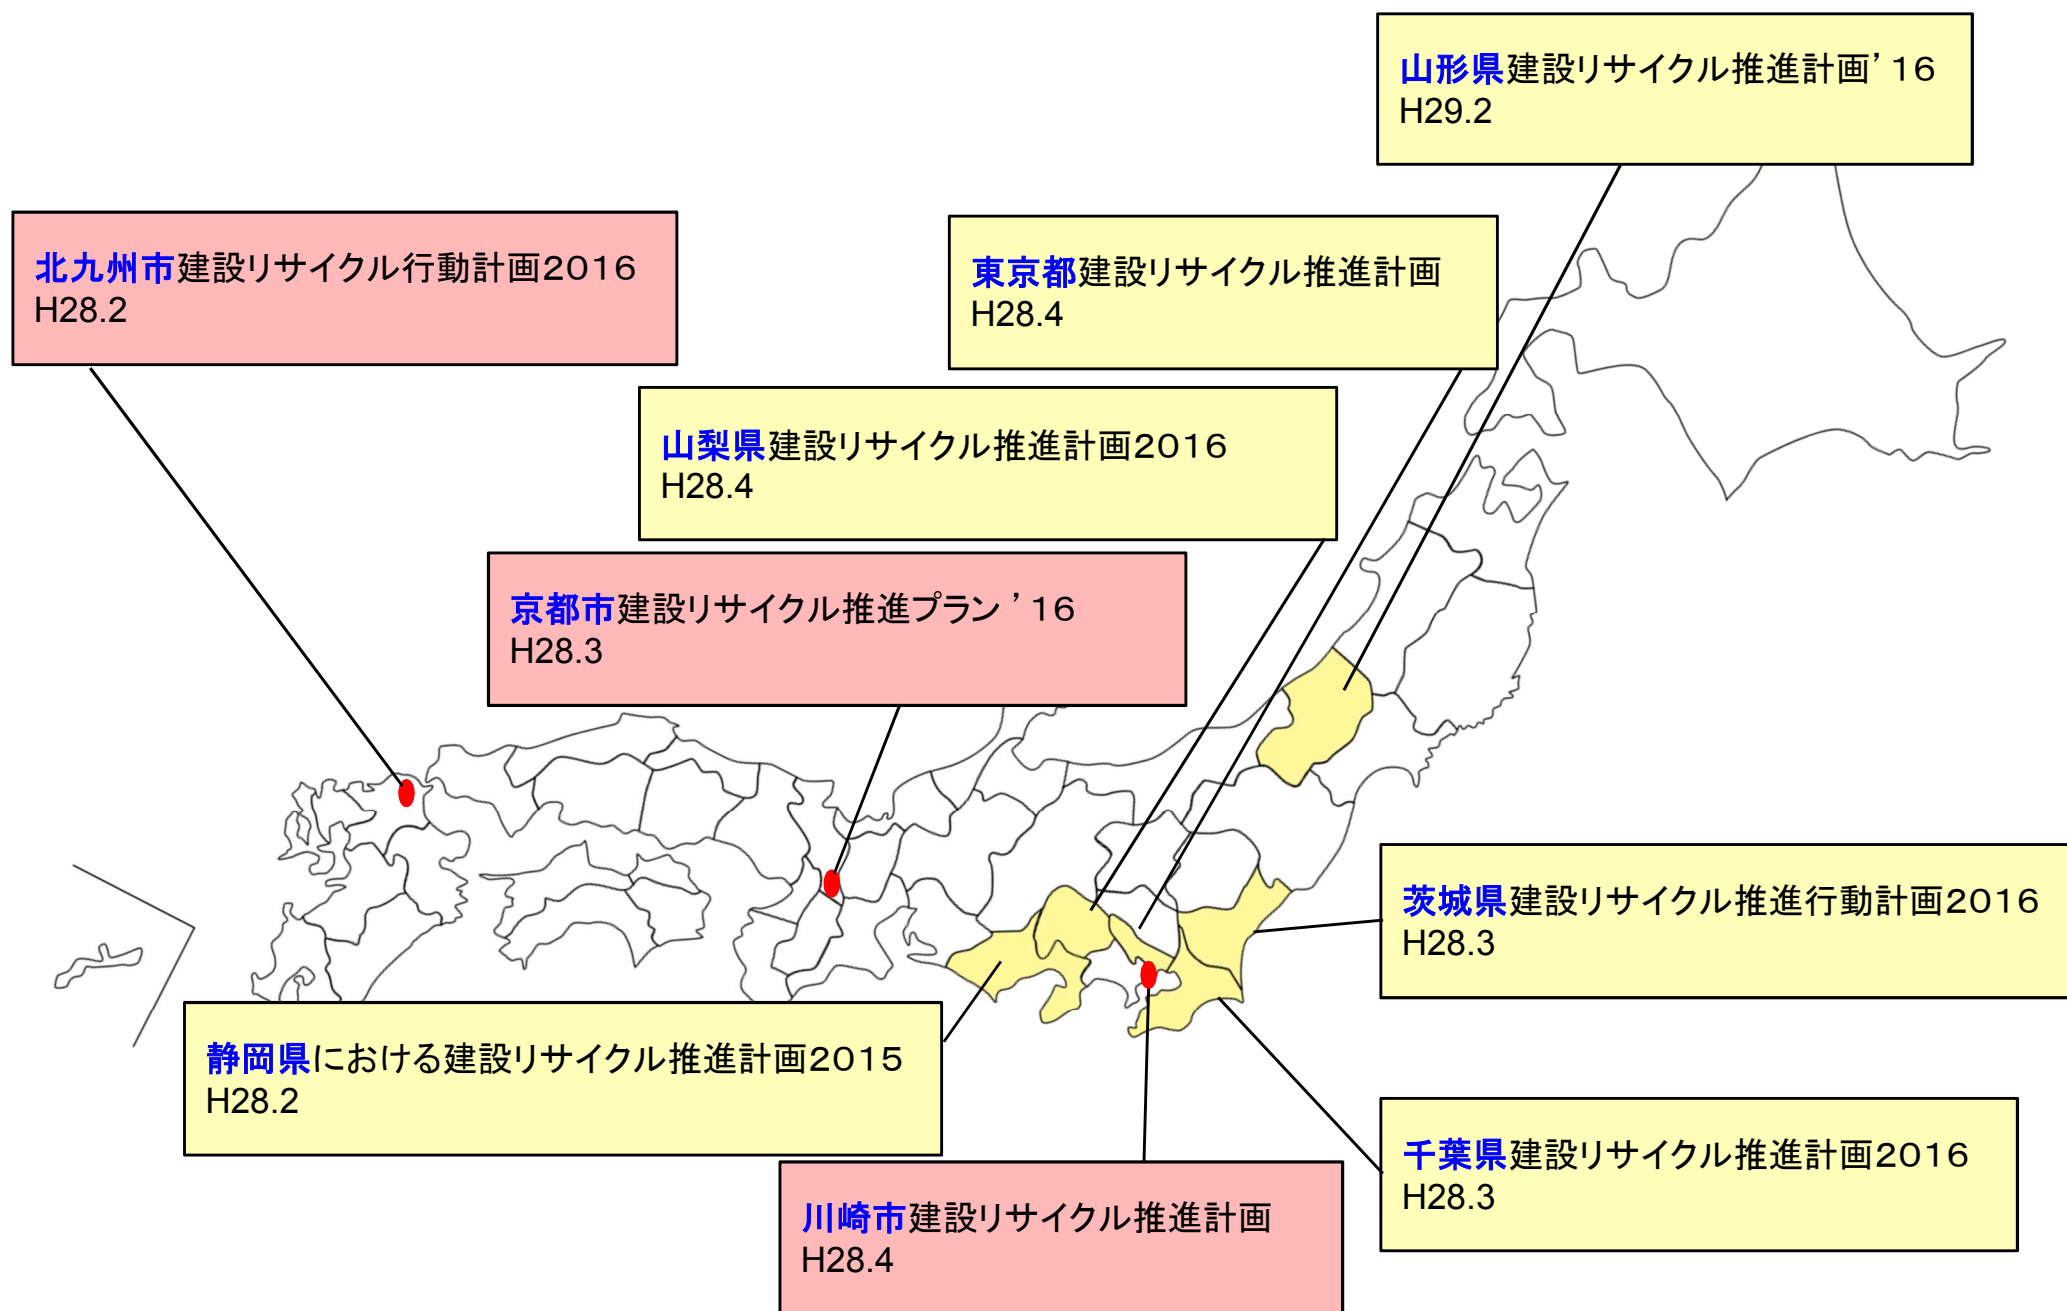 山形県建設リサイクル推進計画’16
H29.2
北九州市建設リサイクル行動計画2016
H28.2
東京都建設リサイクル推進計画
H28.4
山梨県建設リサイクル推進計画2016
H28.4
京都市建設リサイクル推進プラン ’16
H28.3
茨城県建設リサイクル推進行動計画2016
H28.3
静岡県における建設リサイクル推進計画2015
H28.2
千葉県建設リサイクル推進計画2016
H28.3
川崎市建設リサイクル推進計画
H28.4